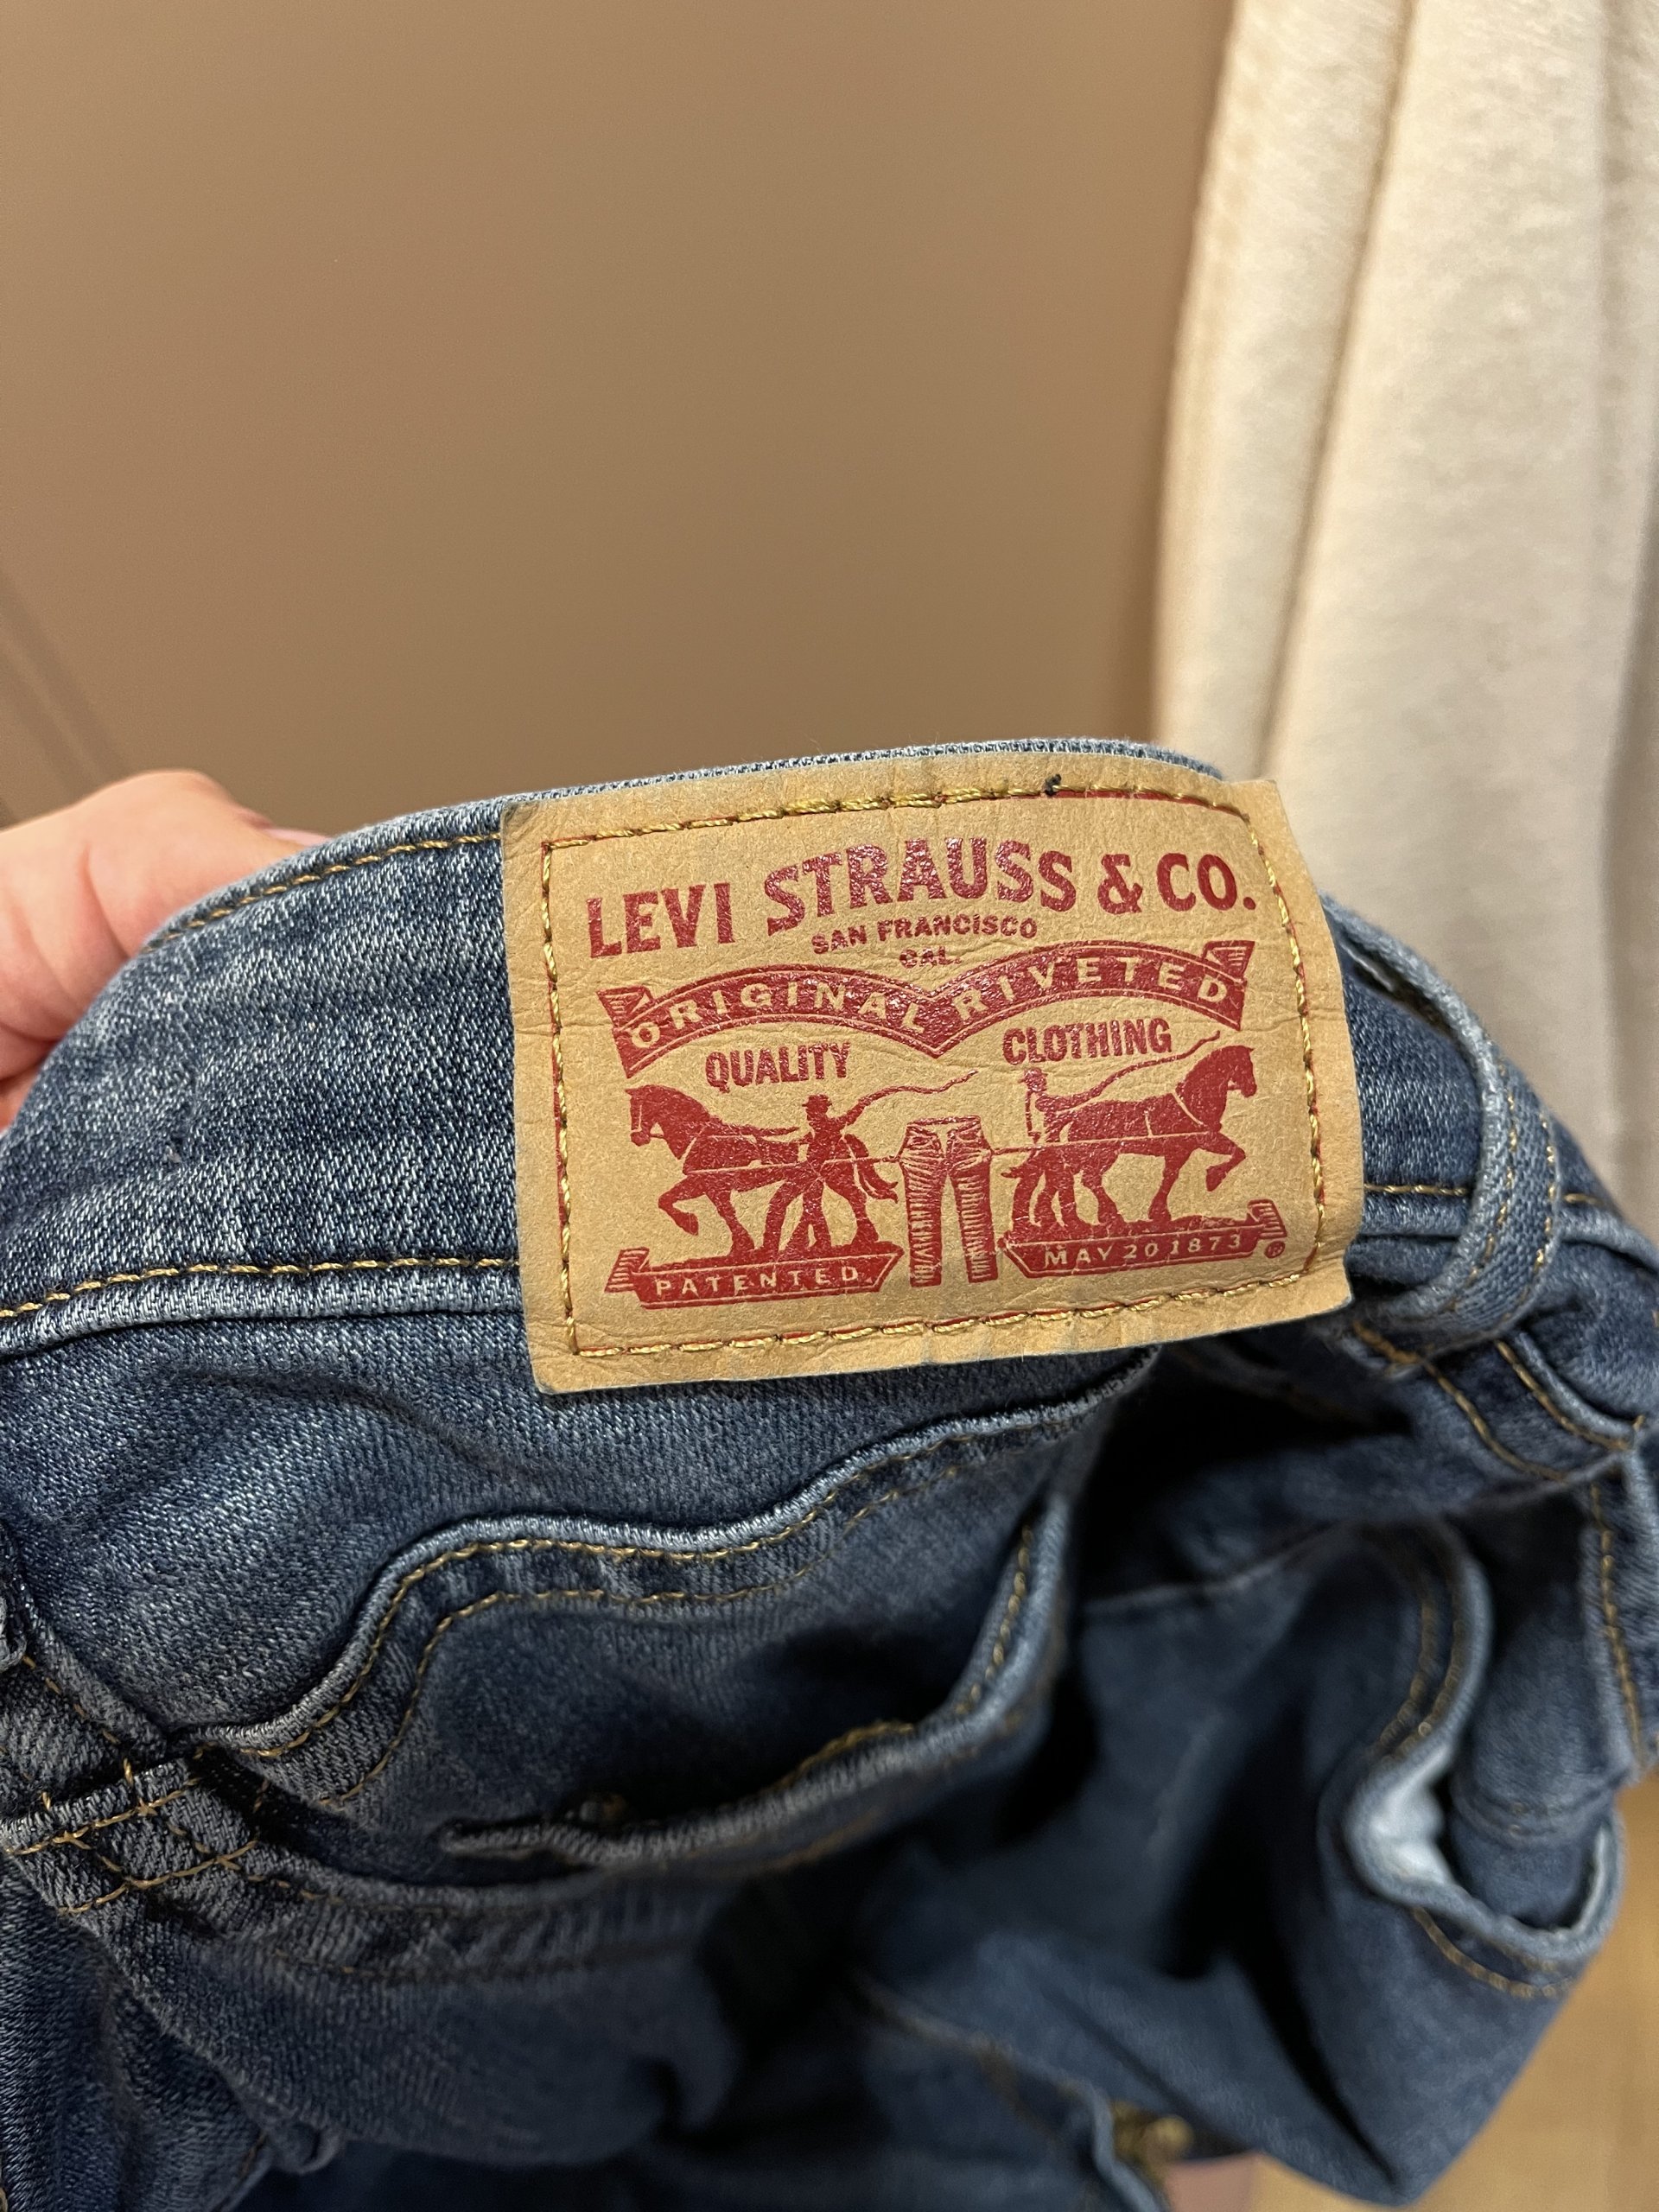 LEVI STRAUSS & CO.
SAN FRANCISCO
CAL.
ORIGINAL RIVETED
QUALITY CLOTHING
PATENTED.
MAY 20 1873 ®